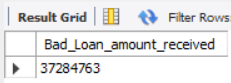 Result Grid Filter Rows
Bad_Loan_amount_received
37284763